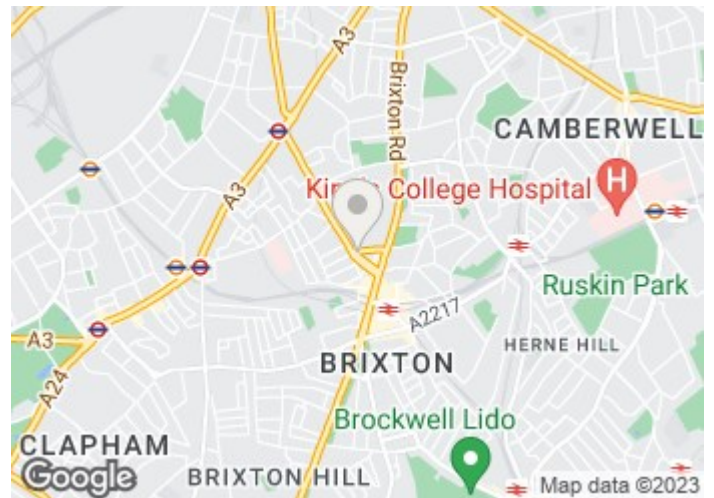 A3
Brixton Rd
CAMBERWELL
A3
King's College Hospital
H
Ruskin Park
A2217
A3
BRIXTON
HERNE HILL
A24
Brockwell Lido
CLAPHAM
BRIXTON HILL
Google
Map data ©2023